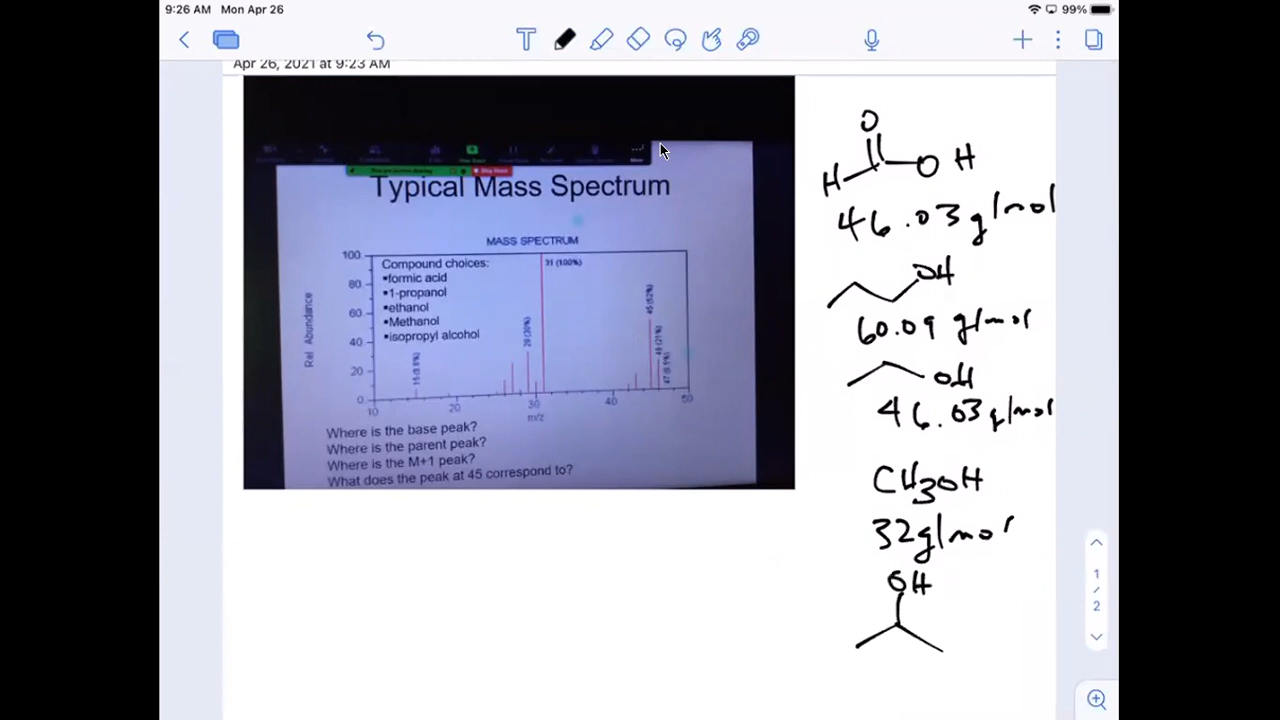 9:26 AM Mon Apr 26
99%
Apr 26, 2021 at 9:23 AM
Typical Mass Spectrum
MASS SPECTRUM
Rel. Abundance
100
80
60
40
20
0
Compound choices:
▪formic acid
▪1-propanol
▪ethanol
▪Methanol
▪isopropyl alcohol
31 (100%)
45 (52%)
10
20
30
40
50
m/z
Where is the base peak?
Where is the parent peak?
Where is the M+1 peak?
What does the peak at 45 correspond to?
O
H O H
46.03 g/mol
OH
60.09 g/mol
OH
46.03 g/mol
CH3OH
32 g/mol
OH
1
/
2